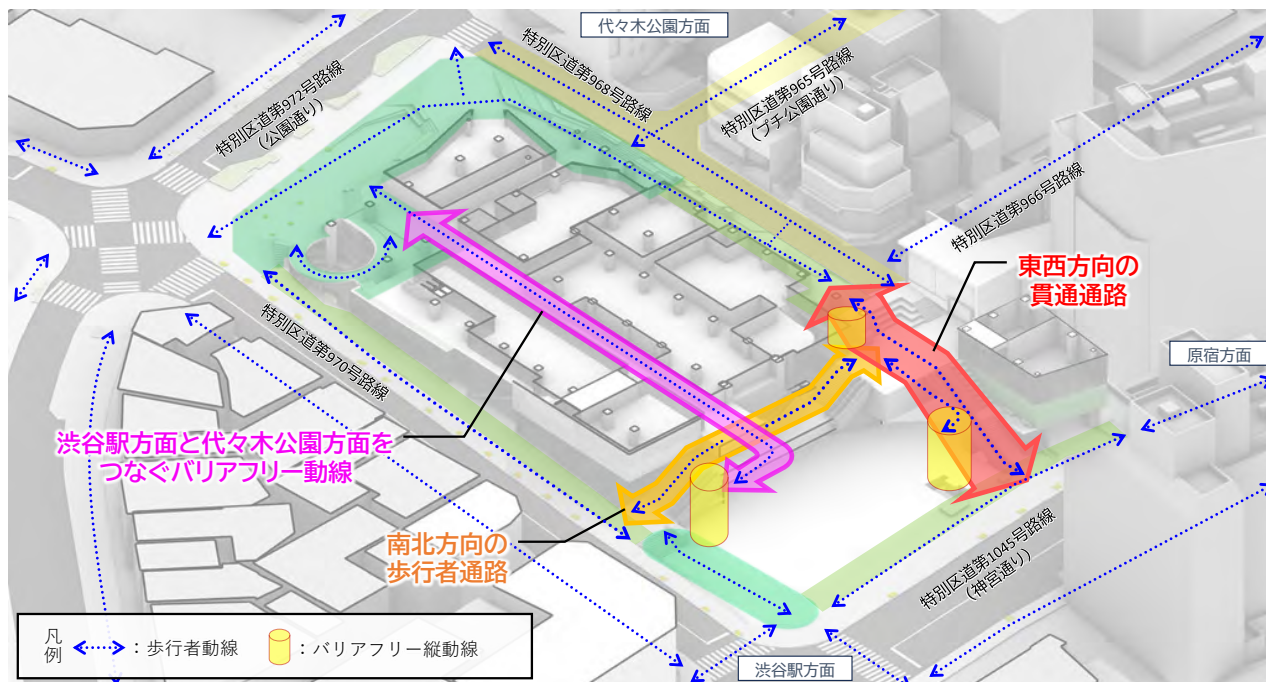 代々木公園方面
特別区道第968号路線
特別区道第972号路線
（公園通り）
特別区道第965号路線
（プチ公園通り）
特別区道第966号路線
東西方向の
貫通通路
原宿方面
特別区道第970号路線
渋谷駅方面と代々木公園方面を
つなぐバリアフリー動線
南北方向の
歩行者通路
特別区道第1045号路線
（神宮通り）
凡例
：歩行者動線
：バリアフリー縦動線
渋谷駅方面